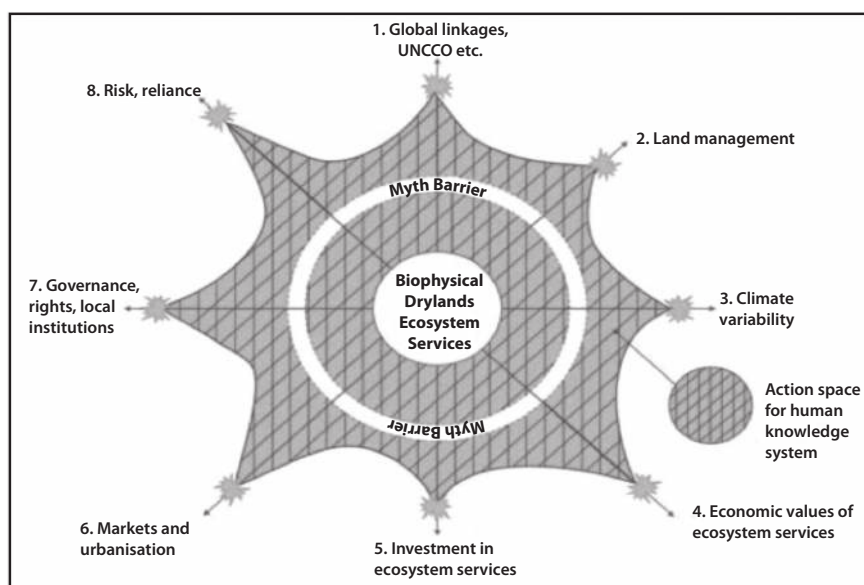 1. Global linkages,
UNCCO etc.
8. Risk, reliance
2. Land management
Myth Barrier
7. Governance,
rights, local
institutions
Biophysical
Drylands
Ecosystem
Services
3. Climate
variability
Action space
for human
knowledge
system
Myth Barrier
6. Markets and
urbanisation
5. Investment in
ecosystem services
4. Economic values of
ecosystem services